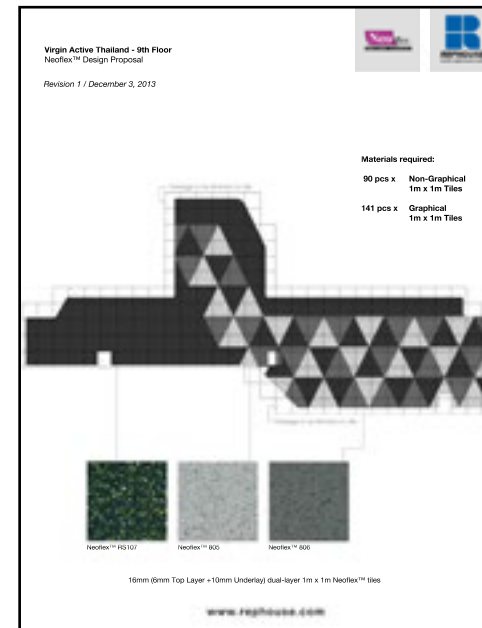 Virgin Active Thailand - 9th Floor
Neoflex™ Design Proposal
Revision 1 / December 3, 2013
Materials required:
90 pcs x Non-Graphical
1m x 1m Tiles
141 pcs x Graphical
1m x 1m Tiles
Neoflex™ RS107 Neoflex™ 805 Neoflex™ 806
16mm (6mm Top Layer +10mm Underlay) dual-layer 1m x 1m Neoflex™ tiles
www.rephouse.com